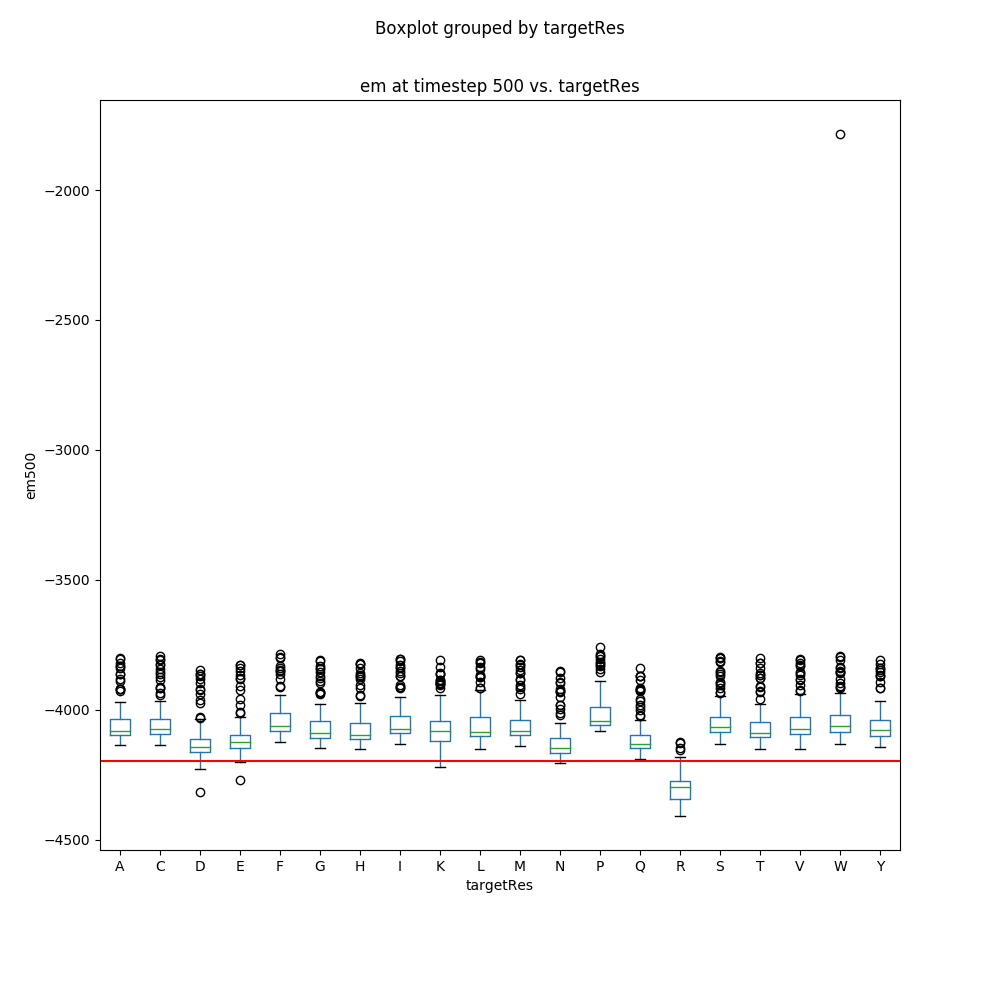 Boxplot grouped by targetRes
em at timestep 500 vs. targetRes
−2000
−2500
−3000
em500
−3500
−4000
−4500
A C D E F G H I K L M N P Q R S T V W Y
targetRes